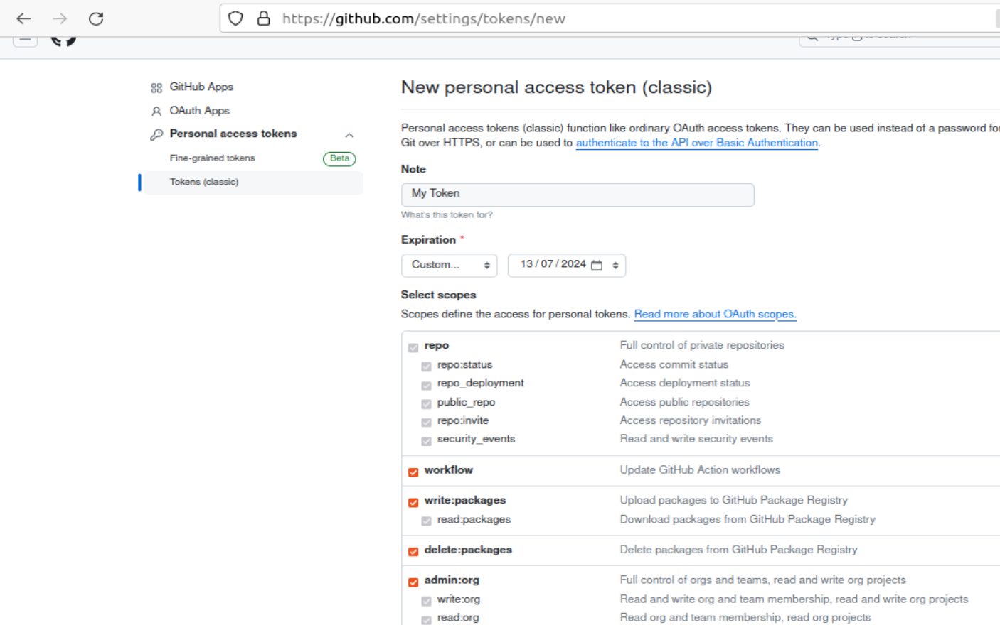 https://github.com/settings/tokens/new
GitHub Apps
OAuth Apps
Personal access tokens
Fine-grained tokens Beta
Tokens (classic)
New personal access token (classic)
Personal access tokens (classic) function like ordinary OAuth access tokens. They can be used instead of a password for
Git over HTTPS, or can be used to authenticate to the API over Basic Authentication.
Note
My Token
What's this token for?
Expiration *
Custom... 13/07/2024
Select scopes
Scopes define the access for personal tokens. Read more about OAuth scopes.
repo Full control of private repositories
repo:status Access commit status
repo_deployment Access deployment status
public_repo Access public repositories
repo:invite Access repository invitations
security_events Read and write security events
workflow Update GitHub Action workflows
write:packages Upload packages to GitHub Package Registry
read:packages Download packages from GitHub Package Registry
delete:packages Delete packages from GitHub Package Registry
admin:org Full control of orgs and teams, read and write org projects
write:org Read and write org and team membership, read and write org projects
read:org Read org and team membership, read org projects